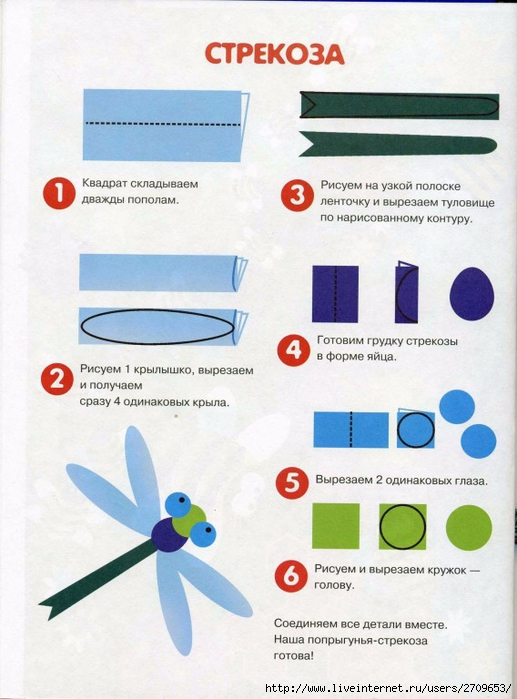 СТРЕКОЗА
1
Квадрат складываем
дважды пополам.
2
Рисуем 1 крылышко, вырезаем
и получаем
сразу 4 одинаковых крыла.
3
Рисуем на узкой полоске
ленточку и вырезаем туловище
по нарисованному контуру.
4
Готовим грудку стрекозы
в форме яйца.
5
Вырезаем 2 одинаковых глаза.
6
Рисуем и вырезаем кружок —
голову.
Соединяем все детали вместе.
Наша попрыгунья-стрекоза
готова!
http://www.liveinternet.ru/users/2709653/